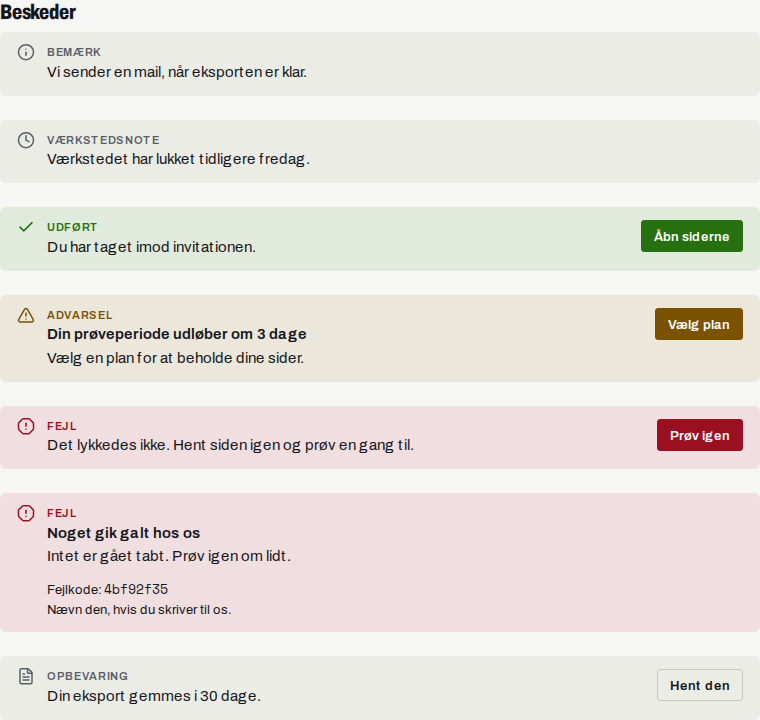 Beskeder
BEMÆRK
Vi sender en mail, når eksporten er klar.
VÆRKSTEDSNOTE
Værkstedet har lukket tidligere fredag.
UDFØRT
Du har taget imod invitationen.
Åbn siderne
ADVARSEL
Din prøveperiode udløber om 3 dage
Vælg en plan for at beholde dine sider.
Vælg plan
FEJL
Det lykkedes ikke. Hent siden igen og prøv en gang til.
Prøv igen
FEJL
Noget gik galt hos os
Intet er gået tabt. Prøv igen om lidt.
Fejlkode: 4bf92f35
Nævn den, hvis du skriver til os.
OPBEVARING
Din eksport gemmes i 30 dage.
Hent den